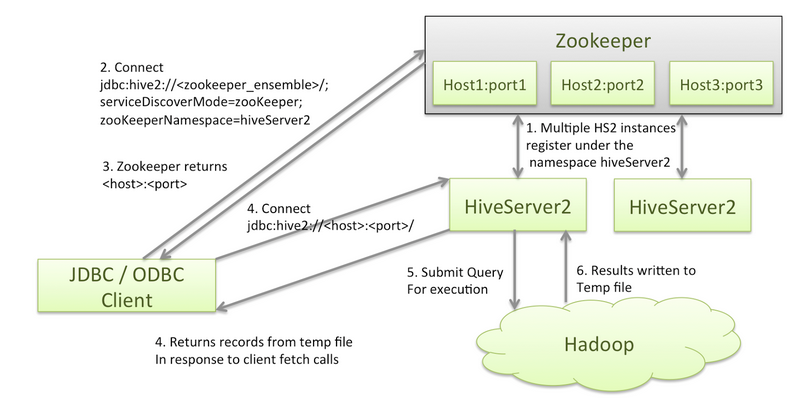 Zookeeper
Host1:port1
Host2:port2
Host3:port3
2. Connect
jdbc:hive2://<zookeeper_ensemble>/;
serviceDiscoverMode=zooKeeper;
zooKeeperNamespace=hiveServer2
1. Multiple HS2 instances
register under the
namespace hiveServer2
3. Zookeeper returns
<host>:<port>
4. Connect
jdbc:hive2://<host>:<port>/
HiveServer2
HiveServer2
JDBC / ODBC
Client
5. Submit Query
For execution
6. Results written to
Temp file
4. Returns records from temp file
In response to client fetch calls
Hadoop